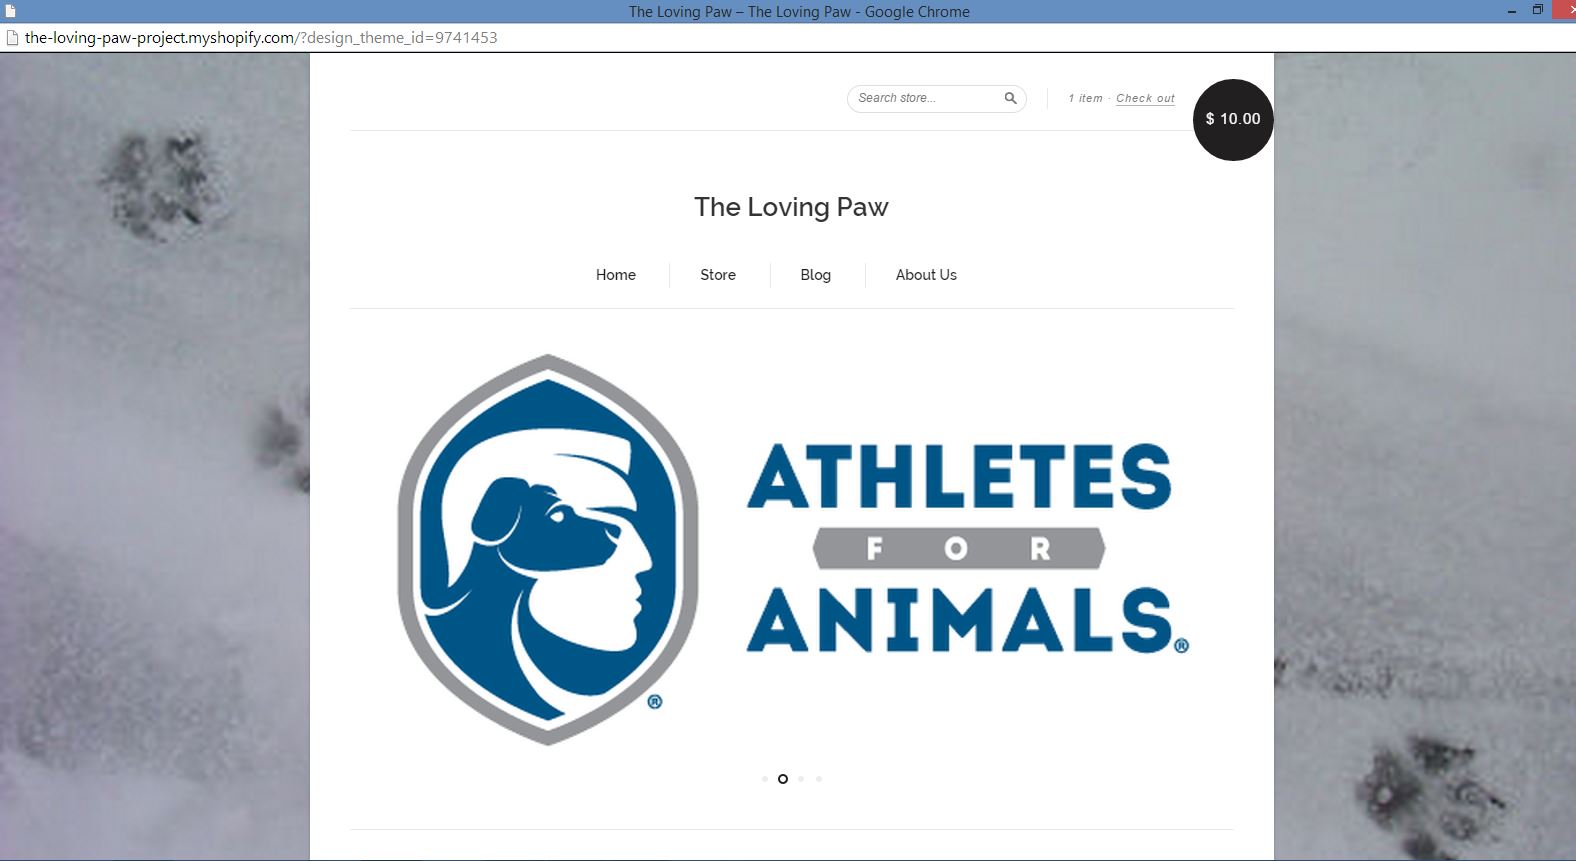 The Loving Paw – The Loving Paw - Google Chrome
the-loving-paw-project.myshopify.com/?design_theme_id=9741453
Search store...
1 item · Check out
$ 10.00
The Loving Paw
Home Store Blog About Us
ATHLETES
FOR
ANIMALS®
®